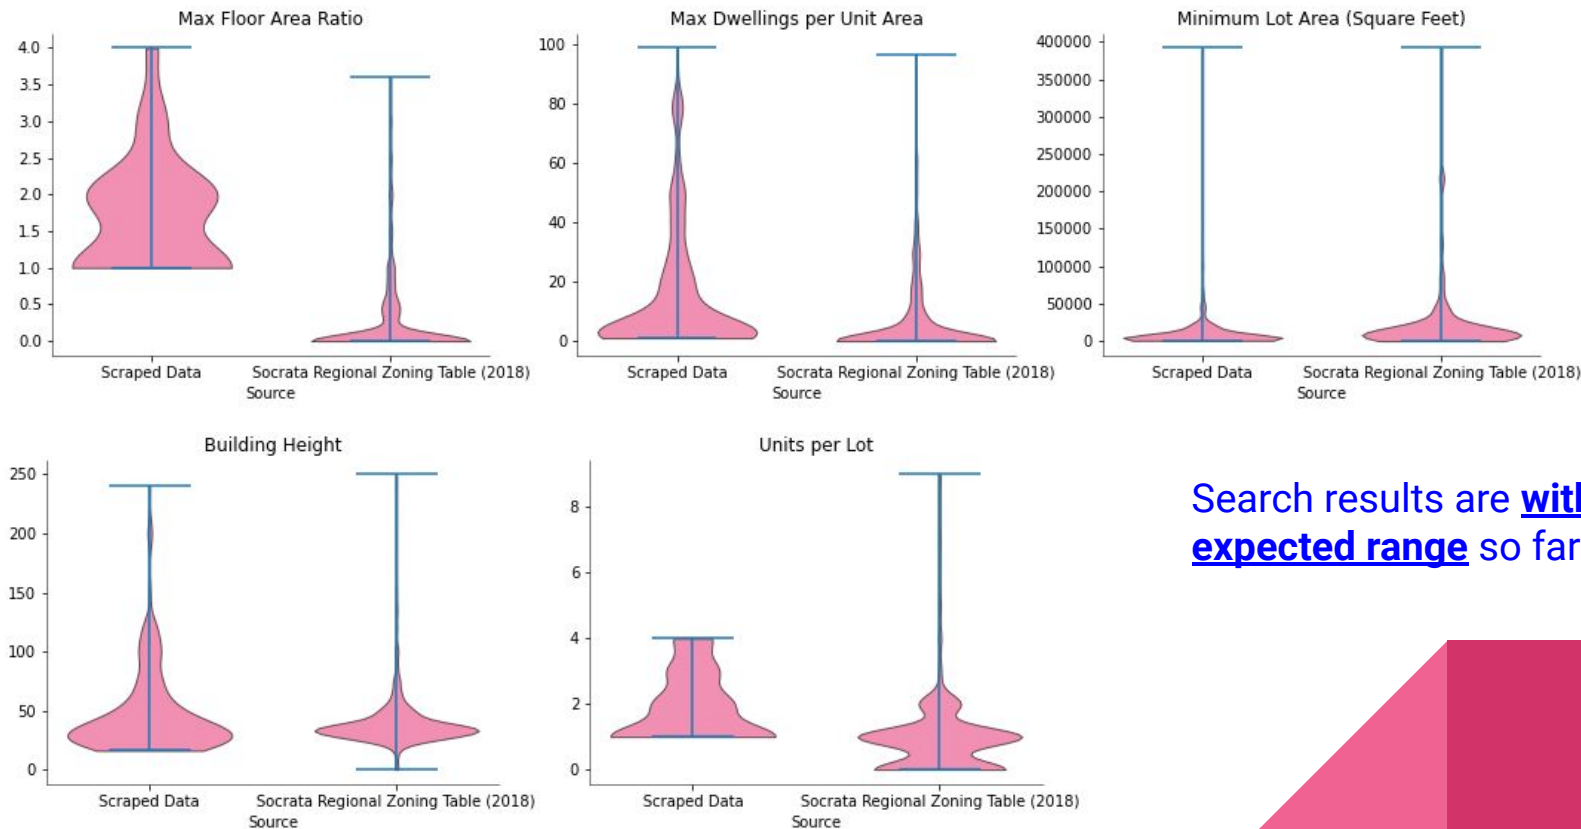 Max Floor Area Ratio
4.0
3.5
3.0
2.5
2.0
1.5
1.0
0.5
0.0
Scraped Data
Socrata Regional Zoning Table (2018)
Source
Max Dwellings per Unit Area
100
80
60
40
20
0
Scraped Data
Socrata Regional Zoning Table (2018)
Source
Minimum Lot Area (Square Feet)
400000
350000
300000
250000
200000
150000
100000
50000
0
Scraped Data
Socrata Regional Zoning Table (2018)
Source
Building Height
250
200
150
100
50
0
Scraped Data
Socrata Regional Zoning Table (2018)
Source
Units per Lot
8
6
4
2
0
Scraped Data
Socrata Regional Zoning Table (2018)
Source
Search results are
expected range so far